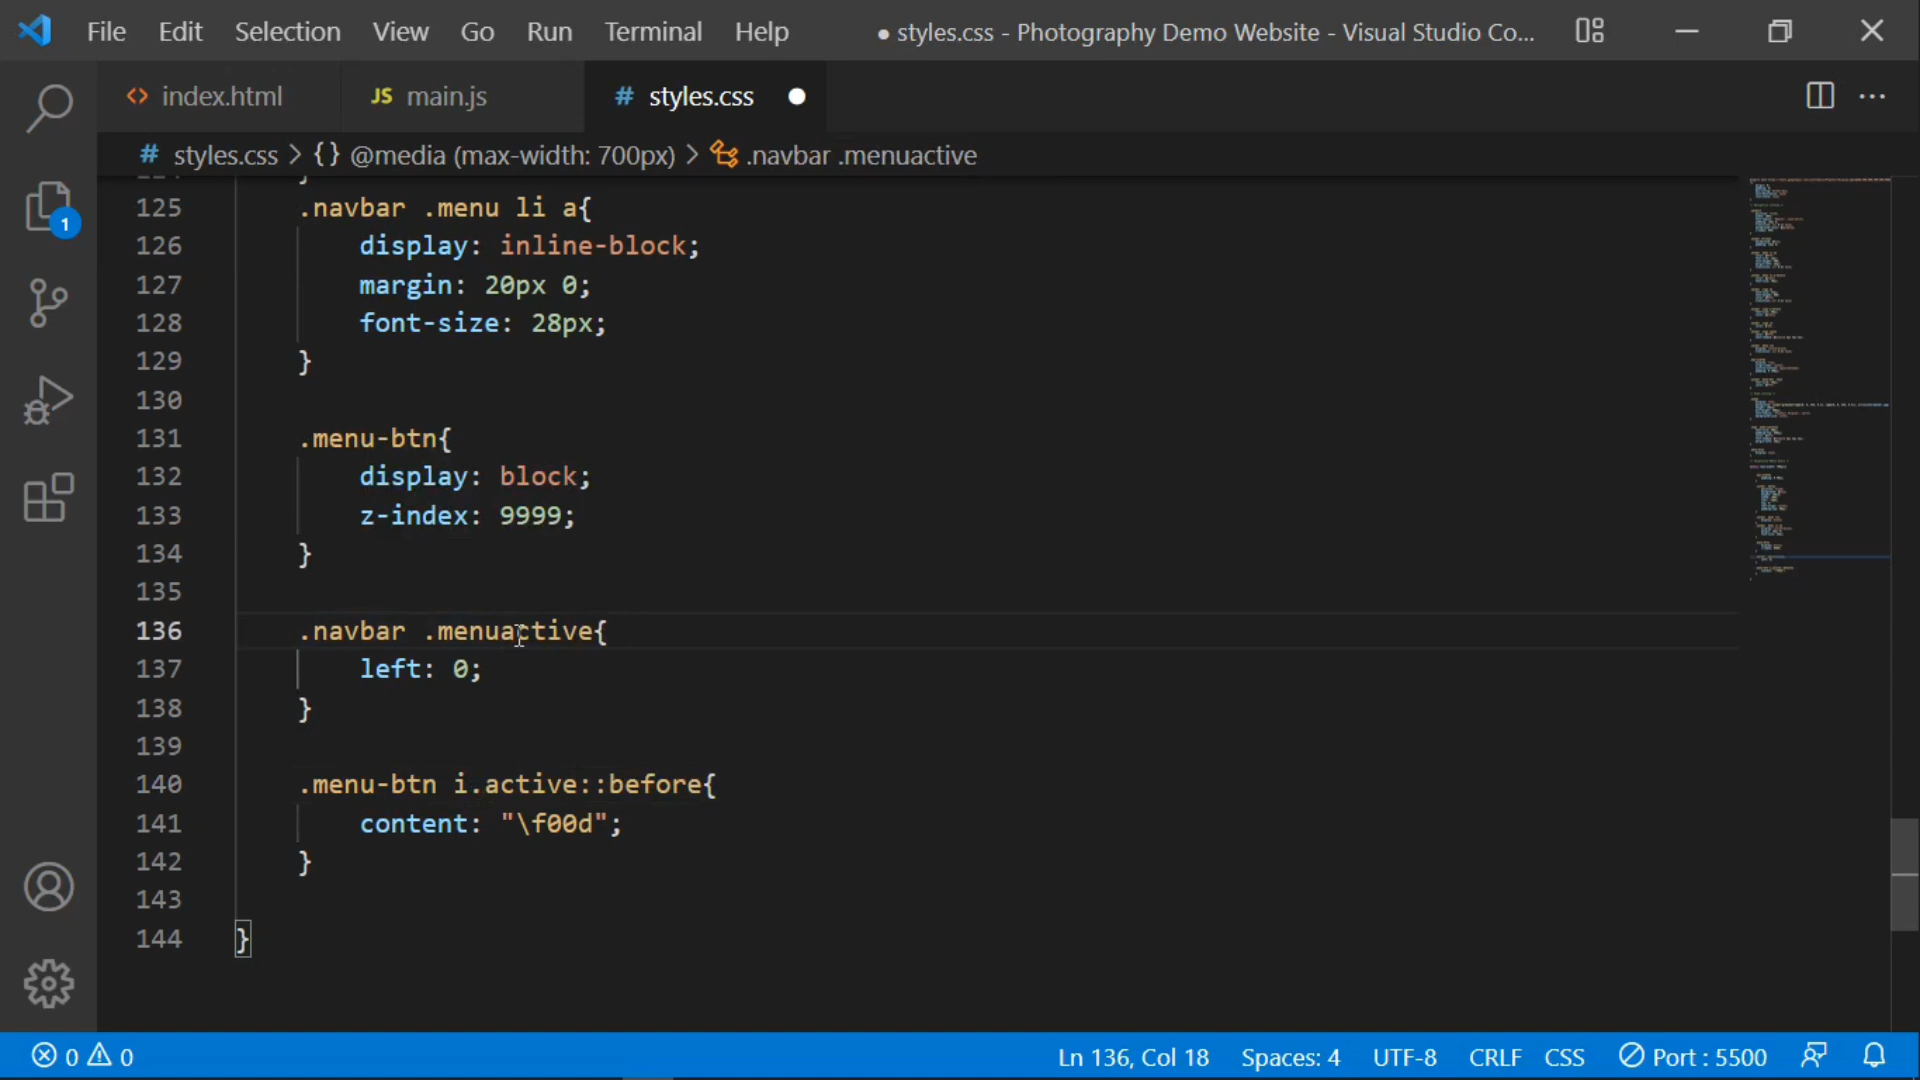 File Edit Selection View Go Run Terminal Help ● styles.css - Photography Demo Website - Visual Studio Co...
<> index.html JS main.js # styles.css ●
# styles.css > {} @media (max-width: 700px) > .navbar .menuactive
125 .navbar .menu li a{
126 display: inline-block;
127 margin: 20px 0;
128 font-size: 28px;
129 }
130
131 .menu-btn{
132 display: block;
133 z-index: 9999;
134 }
135
136 .navbar .menuactive{
137 left: 0;
138 }
139
140 .menu-btn i.active::before{
141 content: "\f00d";
142 }
143
144 }
1
0 0 Ln 136, Col 18 Spaces: 4 UTF-8 CRLF CSS Port : 5500